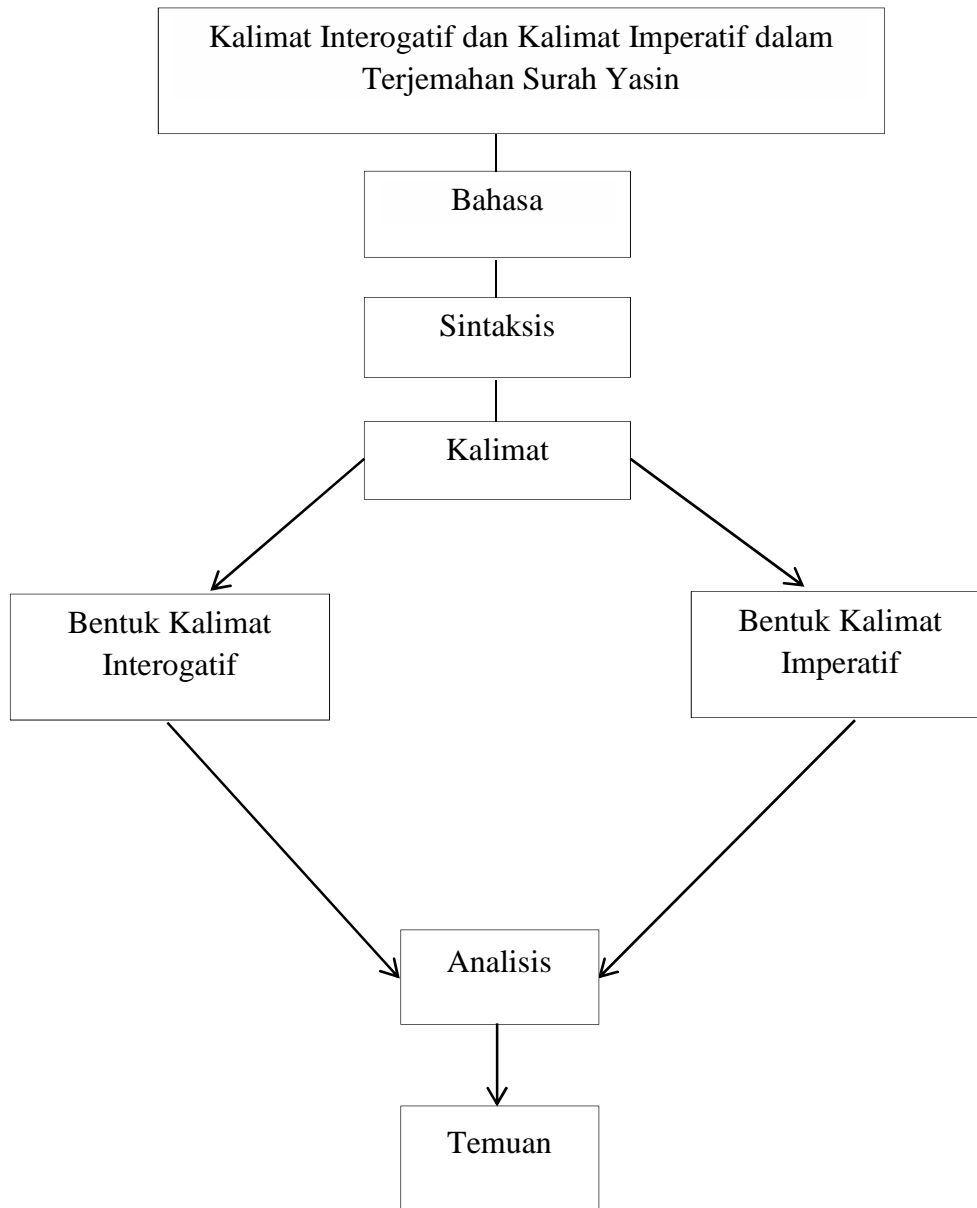 Kalimat Interogatif dan Kalimat Imperatif dalam
Terjemahan Surah Yasin
Bahasa
Sintaksis
Kalimat
Bentuk Kalimat
Interogatif
Bentuk Kalimat
Imperatif
Analisis
Temuan